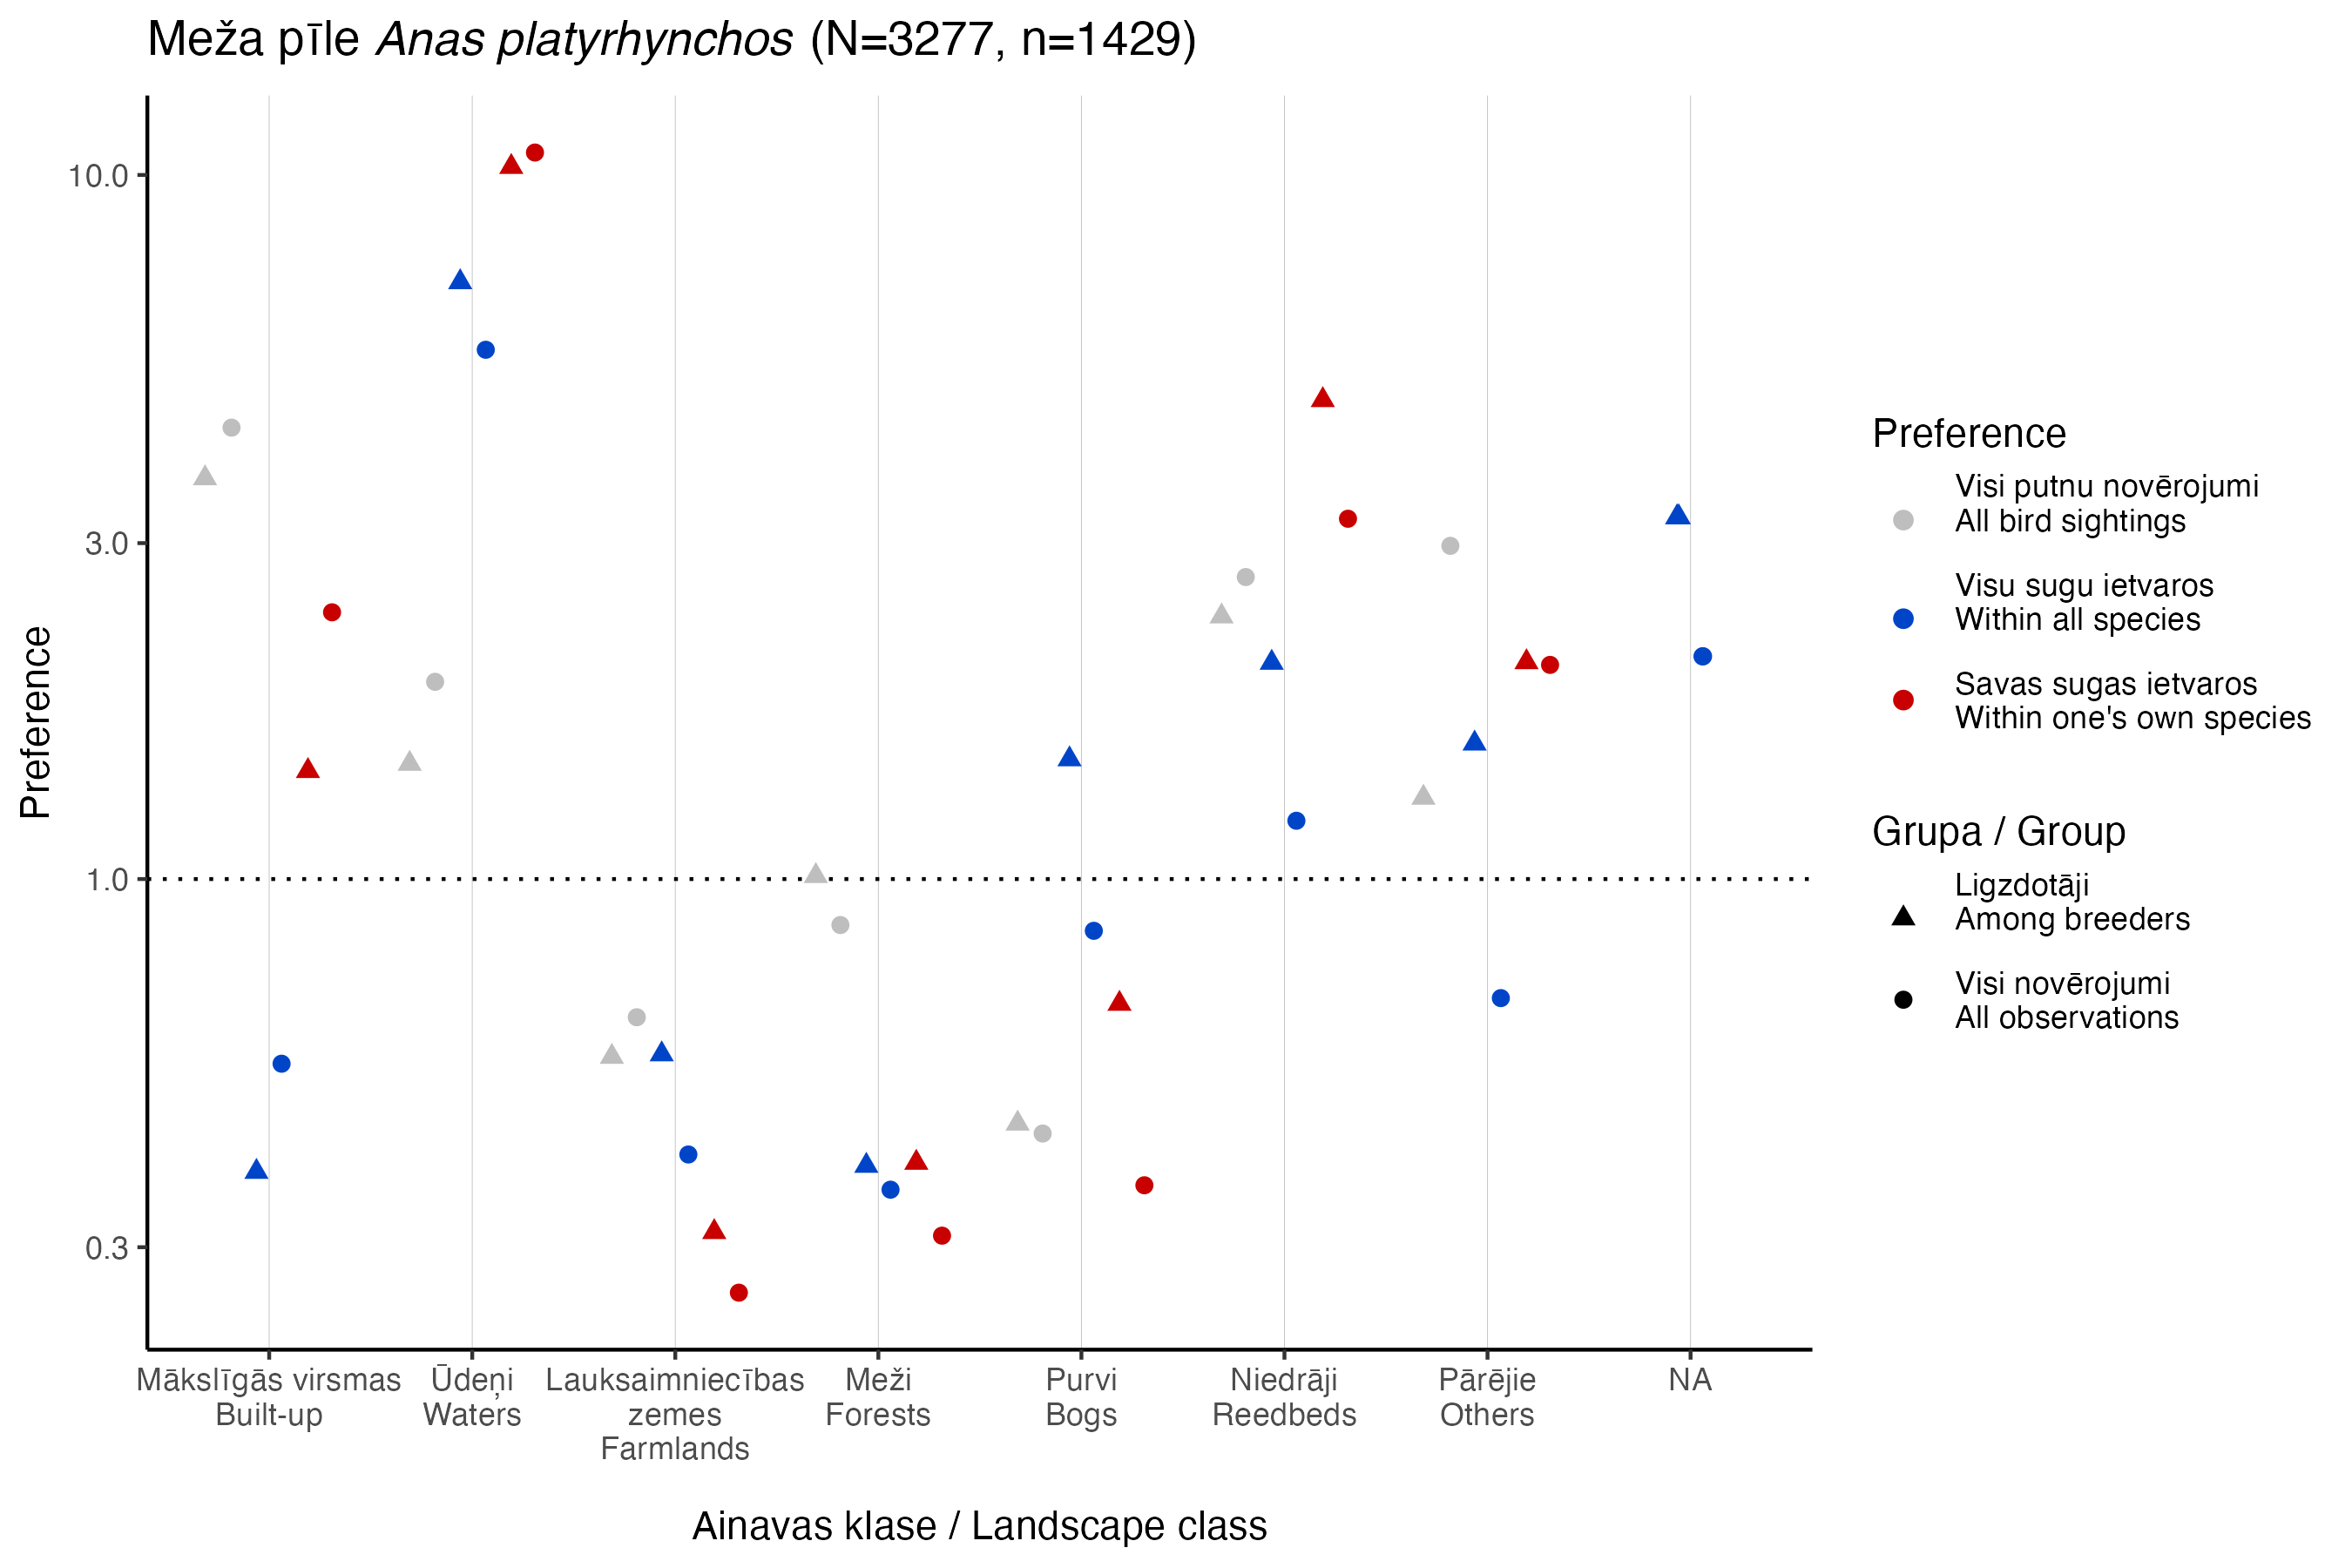 Meža pīle Anas platyrhynchos (N=3277, n=1429)
10.0
3.0
1.0
0.3
Preference
Mākslīgās virsmas
Built-up
Ūdeņi
Waters
Lauksaimniecības
zemes
Farmlands
Meži
Forests
Purvi
Bogs
Niedrāji
Reedbeds
Pārējie
Others
NA
Ainavas klase / Landscape class
Preference
Visi putnu novērojumi
All bird sightings
Visu sugu ietvaros
Within all species
Savas sugas ietvaros
Within one's own species
Grupa / Group
Ligzdotāji
Among breeders
Visi novērojumi
All observations